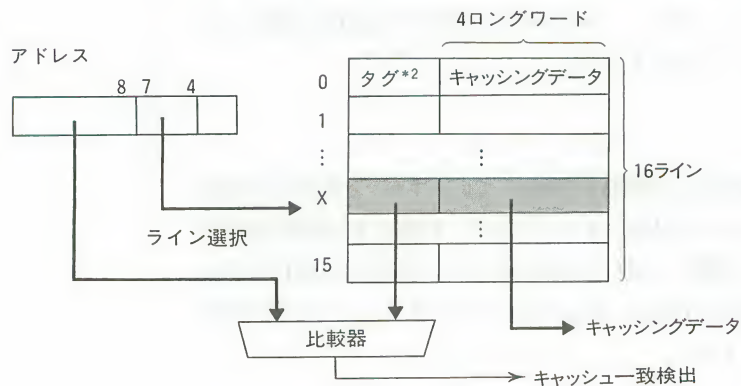 4ロングワード
アドレス
8 7 4
0 タグ*2 キャッシングデータ
1
⋮ ⋮
X
⋮
15
16ライン
ライン選択
比較器
キャッシングデータ
キャッシュ一致検出